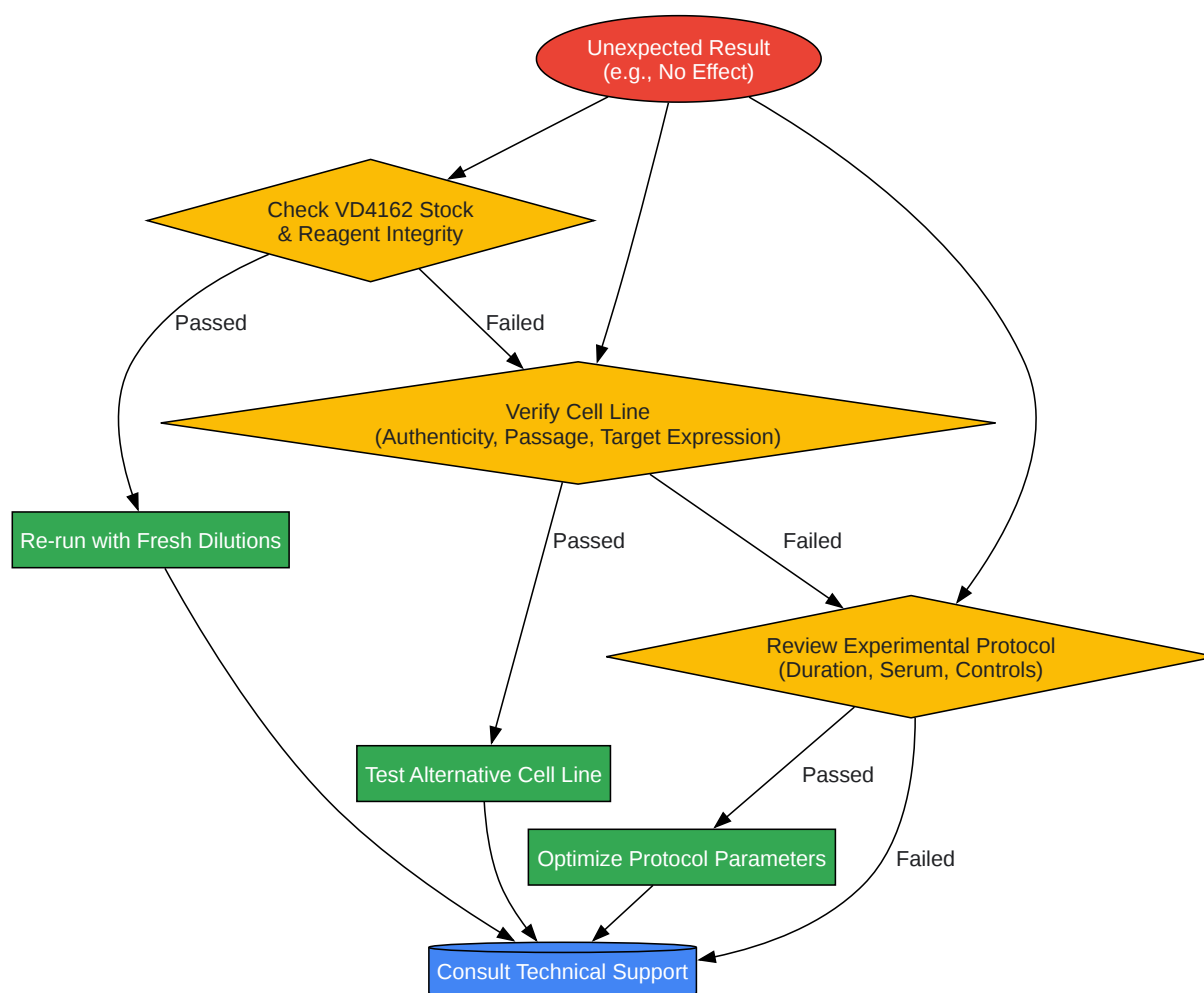 Unexpected Result
(e.g., No Effect)
Check VD4162 Stock
& Reagent Integrity
Passed
Failed
Verify Cell Line
(Authenticity, Passage, Target Expression)
Re-run with Fresh Dilutions
Passed
Failed
Review Experimental Protocol
(Duration, Serum, Controls)
Test Alternative Cell Line
Passed
Optimize Protocol Parameters
Failed
Consult Technical Support